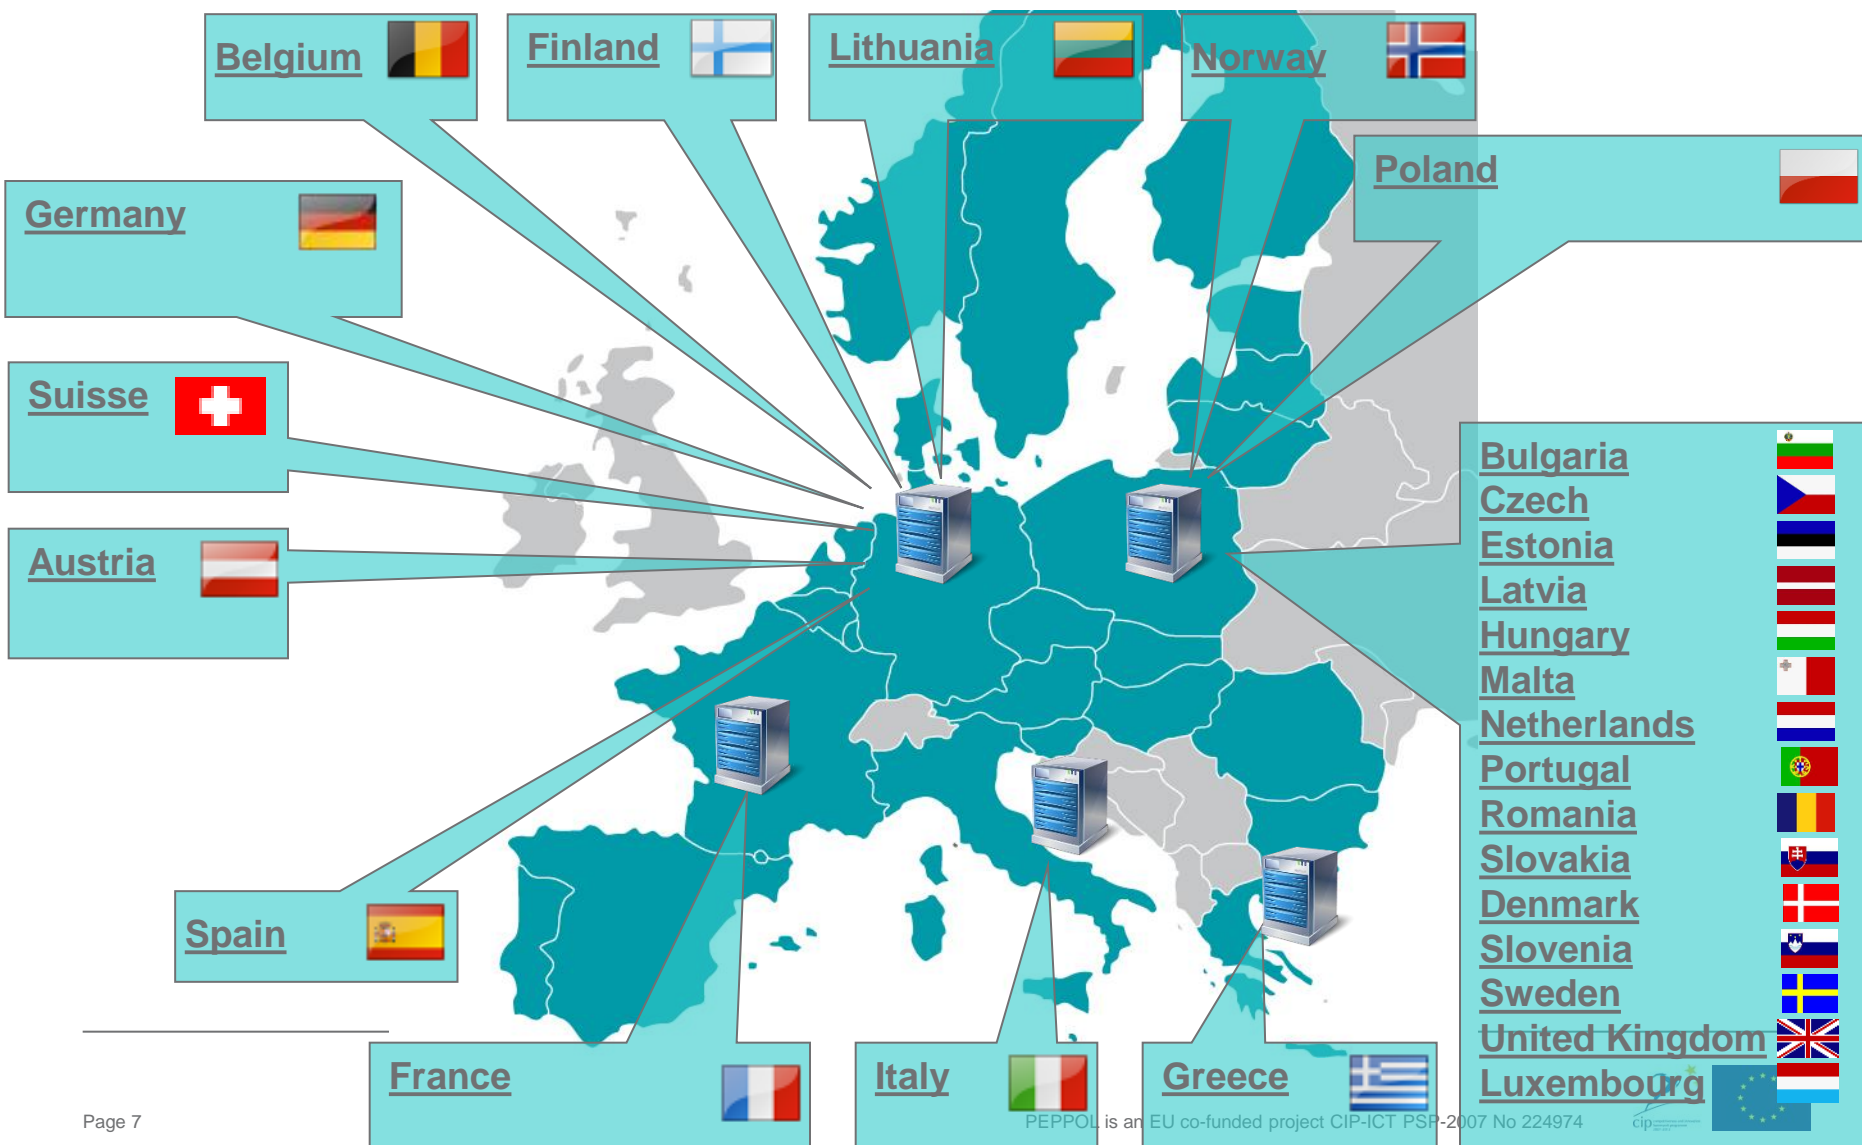 Belgium
Finland
Lithuania
Norway
Poland
Germany
Suisse
Austria
Bulgaria
Czech
Estonia
Latvia
Hungary
Malta
Netherlands
Portugal
Romania
Slovakia
Denmark
Slovenia
Sweden
United Kingdom
Luxembourg
Spain
France
Italy
Greece
Page 7
PEPPOL is an EU co-funded project CIP-ICT PSP-2007 No 224974
cip